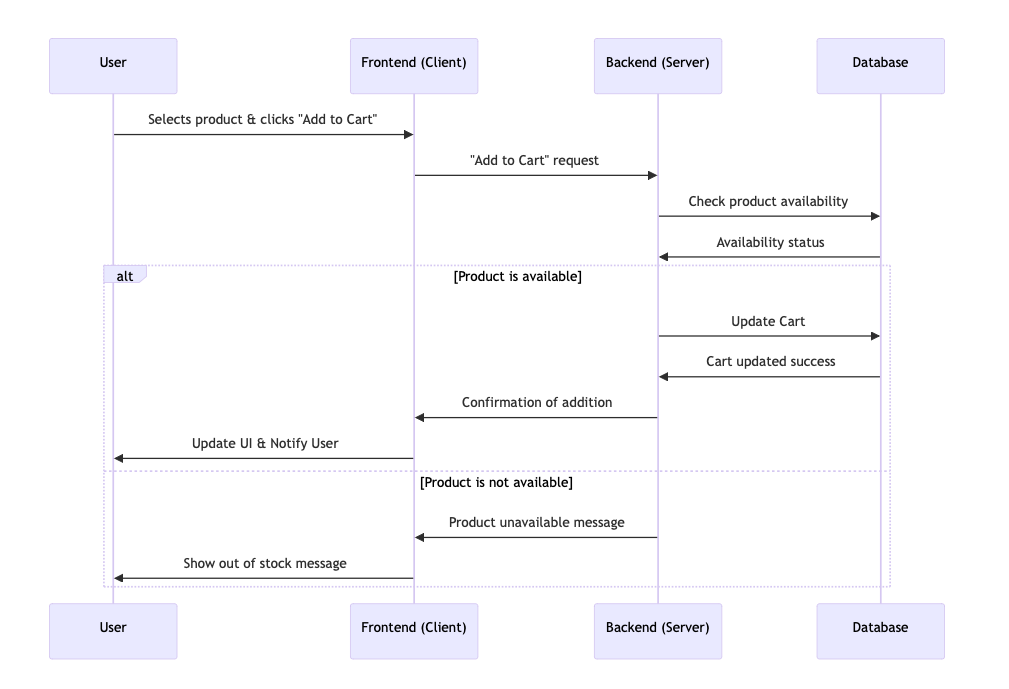 User
Frontend (Client)
Backend (Server)
Database
Selects product & clicks "Add to Cart"
"Add to Cart" request
Check product availability
Availability status
alt
[Product is available]
Update Cart
Cart updated success
Confirmation of addition
Update UI & Notify User
[Product is not available]
Product unavailable message
Show out of stock message
User
Frontend (Client)
Backend (Server)
Database